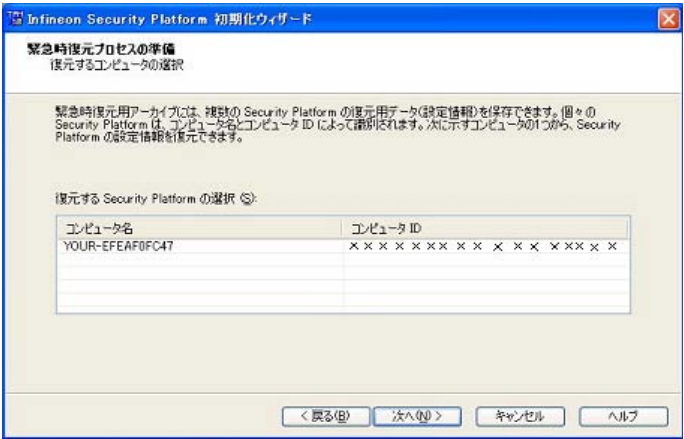 Infineon Security Platform 初期化ウィザード
緊急時復元プロセスの準備
復元するコンピュータの選択
緊急時復元用アーカイブには、複数の Security Platform の復元用データ(設定情報)を保存できます。個々の
Security Platform は、コンピュータ名とコンピュータ ID によって識別されます。次に示すコンピュータの1つから、Security
Platform の設定情報を復元できます。
復元する Security Platform の選択 (S):
コンピュータ名 コンピュータ ID
YOUR-EFEAF0FC47 × × × × × × × × × × × × × × × × ×
< 戻る(B) 次へ(N) > キャンセル ヘルプ